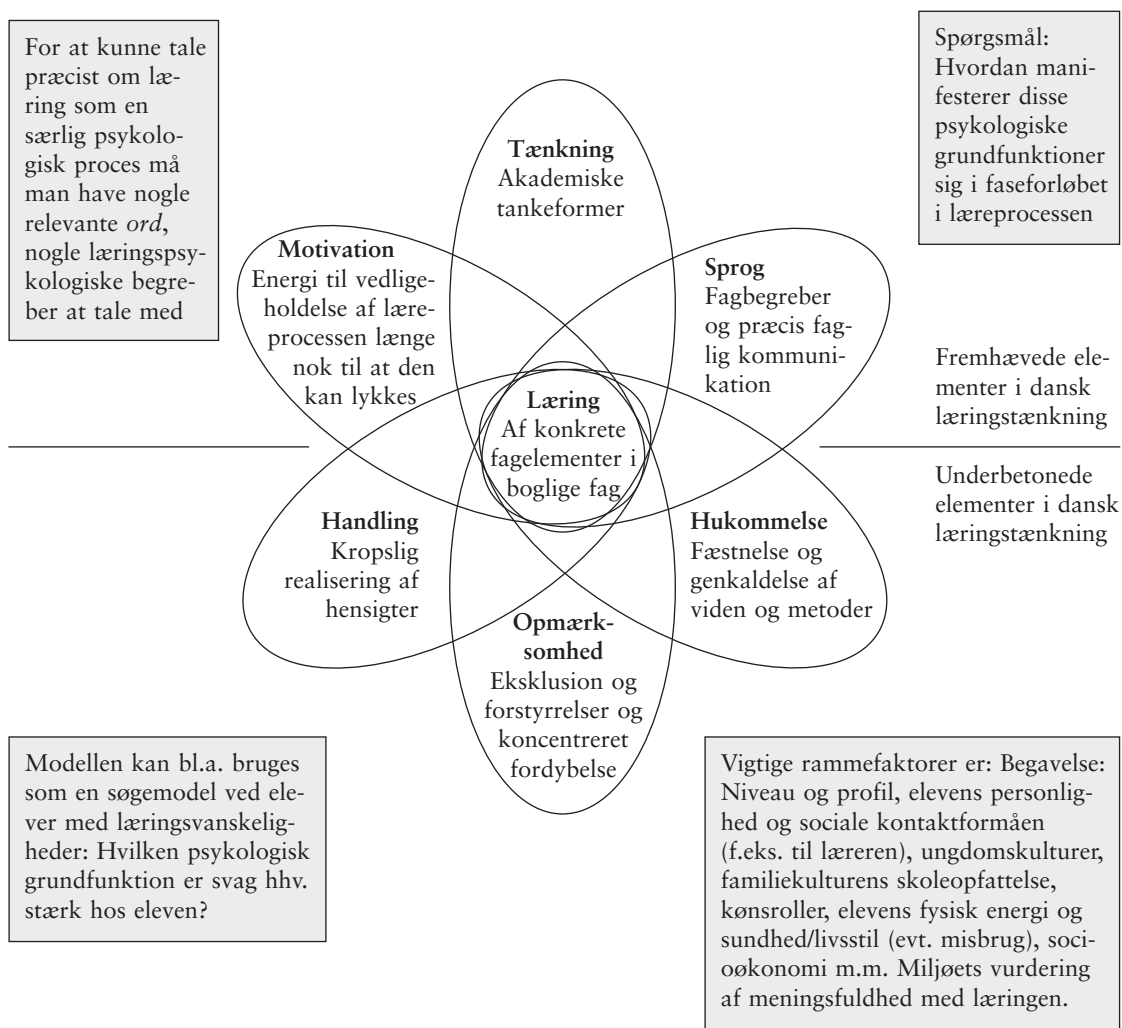 For at kunne tale
præcist om læ-
ring som en
særlig psykolo-
gisk proces må
man have nogle
relevante ord,
nogle læringspsy-
kologiske begre-
ber at tale med
Spørgsmål:
Hvordan mani-
festerer disse
psykologiske
grundfunktioner
sig i faseforløbet
i læreprocessen
Tænkning
Akademiske
tankeformer
Motivation
Energi til vedlige-
holdelse af lære-
processen længe
nok til at den
kan lykkes
Sprog
Fagbegreber
og præcis fag-
lig kommuni-
kation
Fremhævede ele-
menter i dansk
læringstænkning
Læring
Af konkrete
fagelementer i
boglige fag
Underbetonede
elementer i dansk
læringstænkning
Handling
Kropslig
realisering af
hensigter
Hukommelse
Fæstnelse og
genkaldelse af
viden og metoder
Opmærk-
somhed
Eksklusion og
forstyrrelser og
koncentreret
fordybelse
Modellen kan bl.a. bruges
som en søgemodel ved ele-
ver med læringsvanskelig-
heder: Hvilken psykologisk
grundfunktion er svag hhv.
stærk hos eleven?
Vigtige rammefaktorer er: Begavelse:
Niveau og profil, elevens personlig-
hed og sociale kontaktformåen
(f.eks. til læreren), ungdomskulturer,
familiekulturens skoleopfattelse,
kønsroller, elevens fysisk energi og
sundhed/livsstil (evt. misbrug), soci-
oøkonomi m.m. Miljøets vurdering
af meningsfuldhed med læringen.